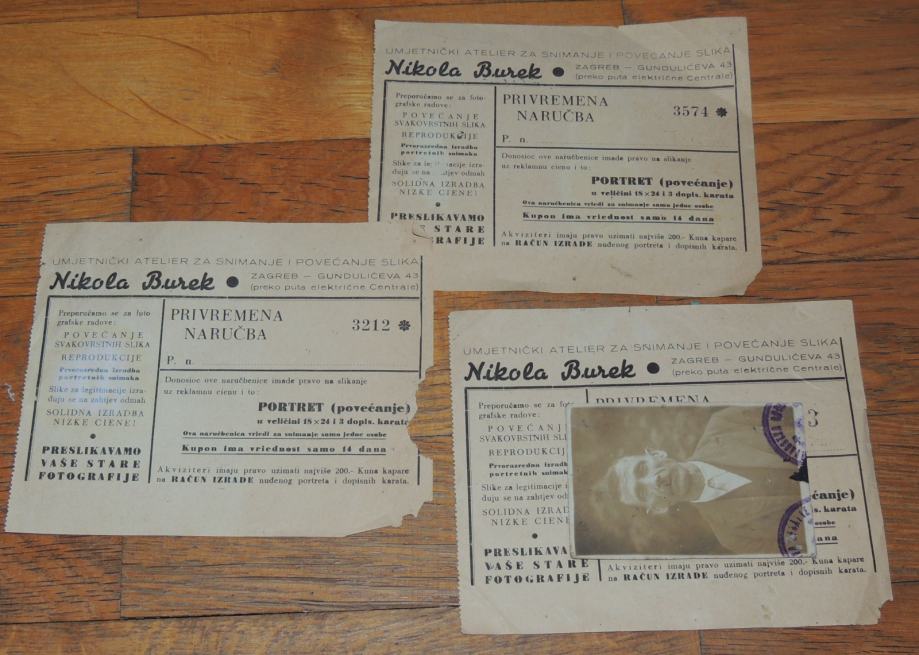 UMJETNIČKI ATELIER ZA SNIMANJE I POVEĆANJE SLIKA
Nikola Burek ● ZAGREB – GUNDULIĆEVA 43
(preko puta električne Centrale)
Preporučamo se za foto-
grafske radove:
POVEĆANJE
SVAKOVRSTNIH SLIKA
REPRODUKCIJE
Prvorazredna izradba
portretnih snimaka
Slike za legitimacije izra-
đuju se na zahtjev odmah
SOLIDNA IZRADBA
NIZKE CIENE!
PRESLIKAVAMO
VAŠE STARE
FOTOGRAFIJE
PRIVREMENA
NARUČBA
3574
P. n.
Donosioc ove naručbenice imade pravo na slikanje
uz reklamnu cienu i to:
PORTRET (povećanje)
u veličini 18×24 i 3 dopis. karata
Ova naručbenica vriedi za snimanje samo jedne osobe
Kupon ima vriednost samo 14 dana
Akviziteri imaju pravo uzimati najviše 200.- Kuna kapare
na RAČUN IZRADE nuđenog portreta i dopisnih karata.
UMJETNIČKI ATELIER ZA SNIMANJE I POVEĆANJE SLIKA
Nikola Burek ● ZAGREB – GUNDULIĆEVA 43
(preko puta električne Centrale)
Preporučamo se za foto
grafske radove:
POVEĆANJE
SVAKOVRSTNIH SLIKA
REPRODUKCIJE
Prvorazredna izradba
portretnih snimaka
Slike za legitimacije izra-
đuju se na zahtjev odmah
SOLIDNA IZRADBA
NIZKE CIENE!
PRESLIKAVAMO
VAŠE STARE
FOTOGRAFIJE
PRIVREMENA
NARUČBA
3212
P. n.
Donosioc ove naručbenice imade pravo na slikanje
uz reklamnu cienu i to:
PORTRET (povećanje)
u veličini 18×24 i 3 dopis. karata
Ova naručbenica vriedi za snimanje samo jedne osobe
Kupon ima vriednost samo 14 dana
Akviziteri imaju pravo uzimati najviše 200.- Kuna kapare
na RAČUN IZRADE nuđenog portreta i dopisnih karata.
UMJETNIČKI ATELIER ZA SNIMANJE I POVEĆANJE SLIKA
Nikola Burek ● ZAGREB – GUNDULIĆEVA 43
(preko puta električne Centrale)
Preporučamo se za fo
grafske radove:
POVEĆANJ
SVAKOVRSTNIH S
REPRODUKCIJ
Prvorazredna izradb
portretnih snimak
Slike za legitimacije i
đuju se na zahtjev od
SOLIDNA IZRAD
NIZKE CIENE
PRESLIKAVA
VAŠE STARE
FOTOGRAFIJE
PRIVREMENA
3
ćanje)
is. karata
osobe
dana
Akviziteri imaju pravo uzimati najviše 200.- Kuna kapare
na RAČUN IZRADE nuđenog portreta i dopisnih karata.